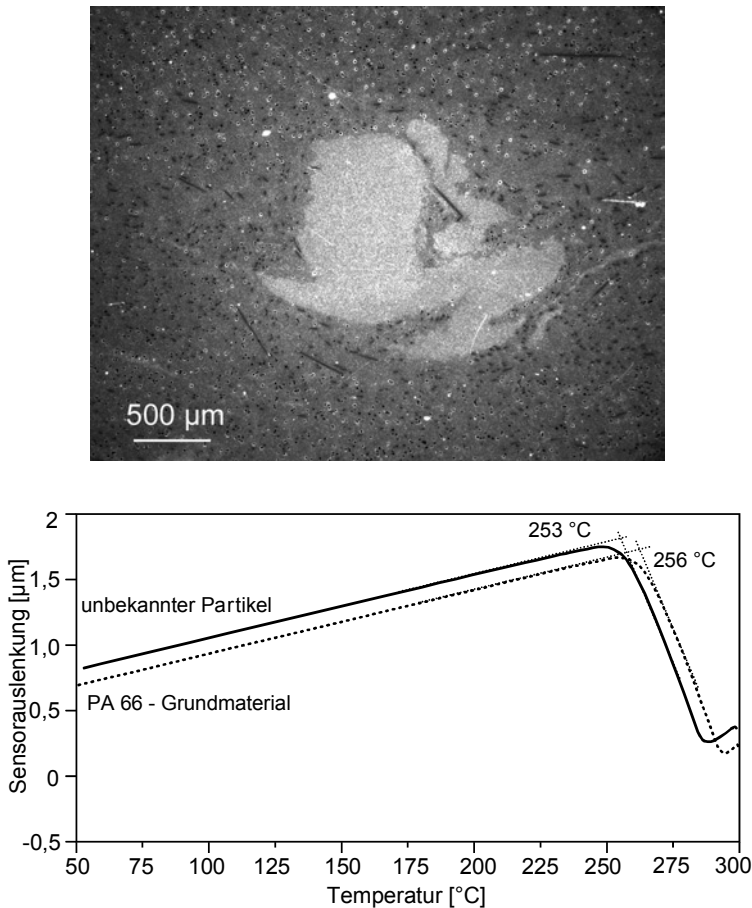 500 µm
2
1,5
1,0
0,5
0
-0,5
Sensorauslenkung [µm]
253 °C
256 °C
unbekannter Partikel
PA 66 - Grundmaterial
50 75 100 125 150 175 200 225 250 275 300
Temperatur [°C]